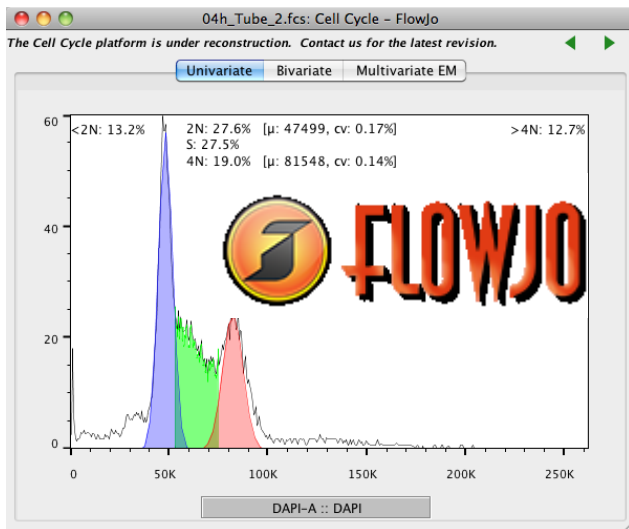 04h_Tube_2.fcs: Cell Cycle – FlowJo
The Cell Cycle platform is under reconstruction. Contact us for the latest revision.
Univariate Bivariate Multivariate EM
<2N: 13.2% 2N: 27.6% [μ: 47499, cv: 0.17%] >4N: 12.7%
S: 27.5%
4N: 19.0% [μ: 81548, cv: 0.14%]
FLOWJO
60
40
20
0
0 50K 100K 150K 200K 250K
DAPI-A :: DAPI